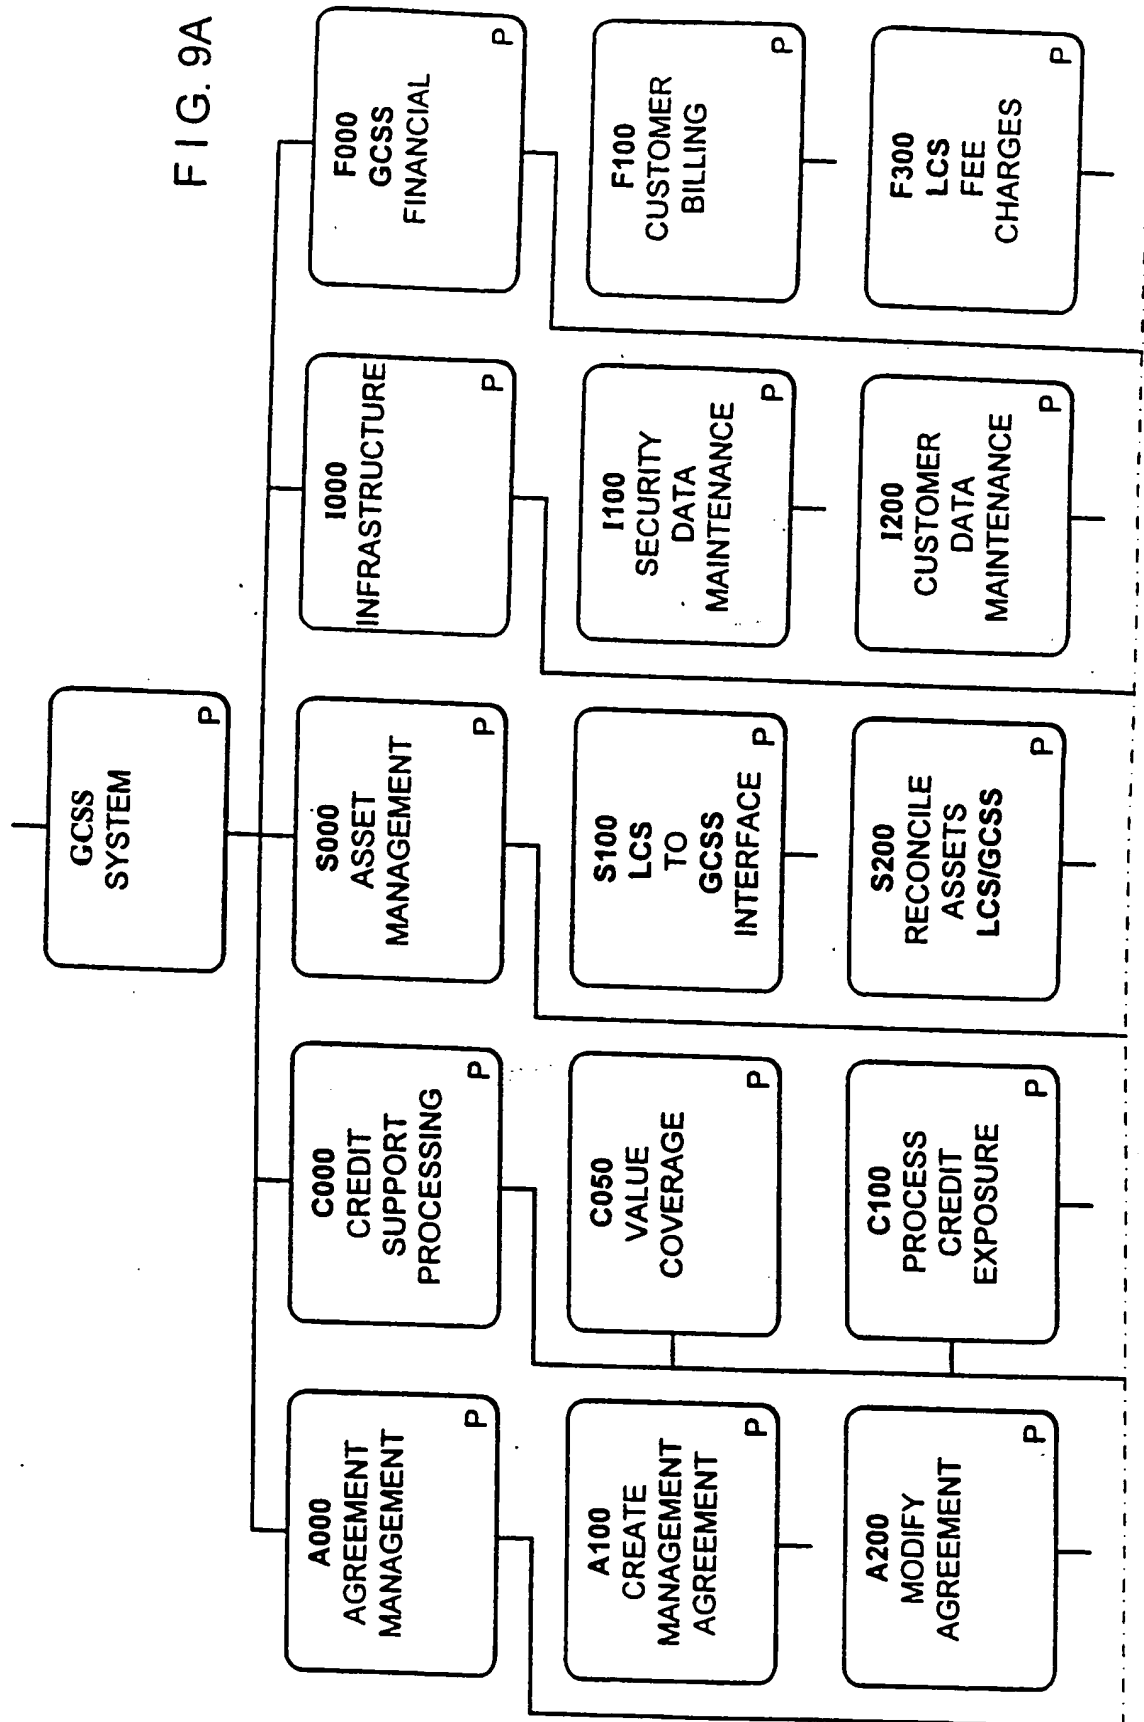 FIG. 9A
GCSS
SYSTEM
P
A000
AGREEMENT
MANAGEMENT
P
C000
CREDIT
SUPPORT
PROCESSING
P
S000
ASSET
MANAGEMENT
P
I000
INFRASTRUCTURE
P
F000
GCSS
FINANCIAL
P
A100
CREATE
MANAGEMENT
AGREEMENT
P
C050
VALUE
COVERAGE
P
S100
LCS
TO
GCSS
INTERFACE
P
I100
SECURITY
DATA
MAINTENANCE
P
F100
CUSTOMER
BILLING
P
A200
MODIFY
AGREEMENT
P
C100
PROCESS
CREDIT
EXPOSURE
P
S200
RECONCILE
ASSETS
LCS/GCSS
P
I200
CUSTOMER
DATA
MAINTENANCE
P
F300
LCS
FEE
CHARGES
P